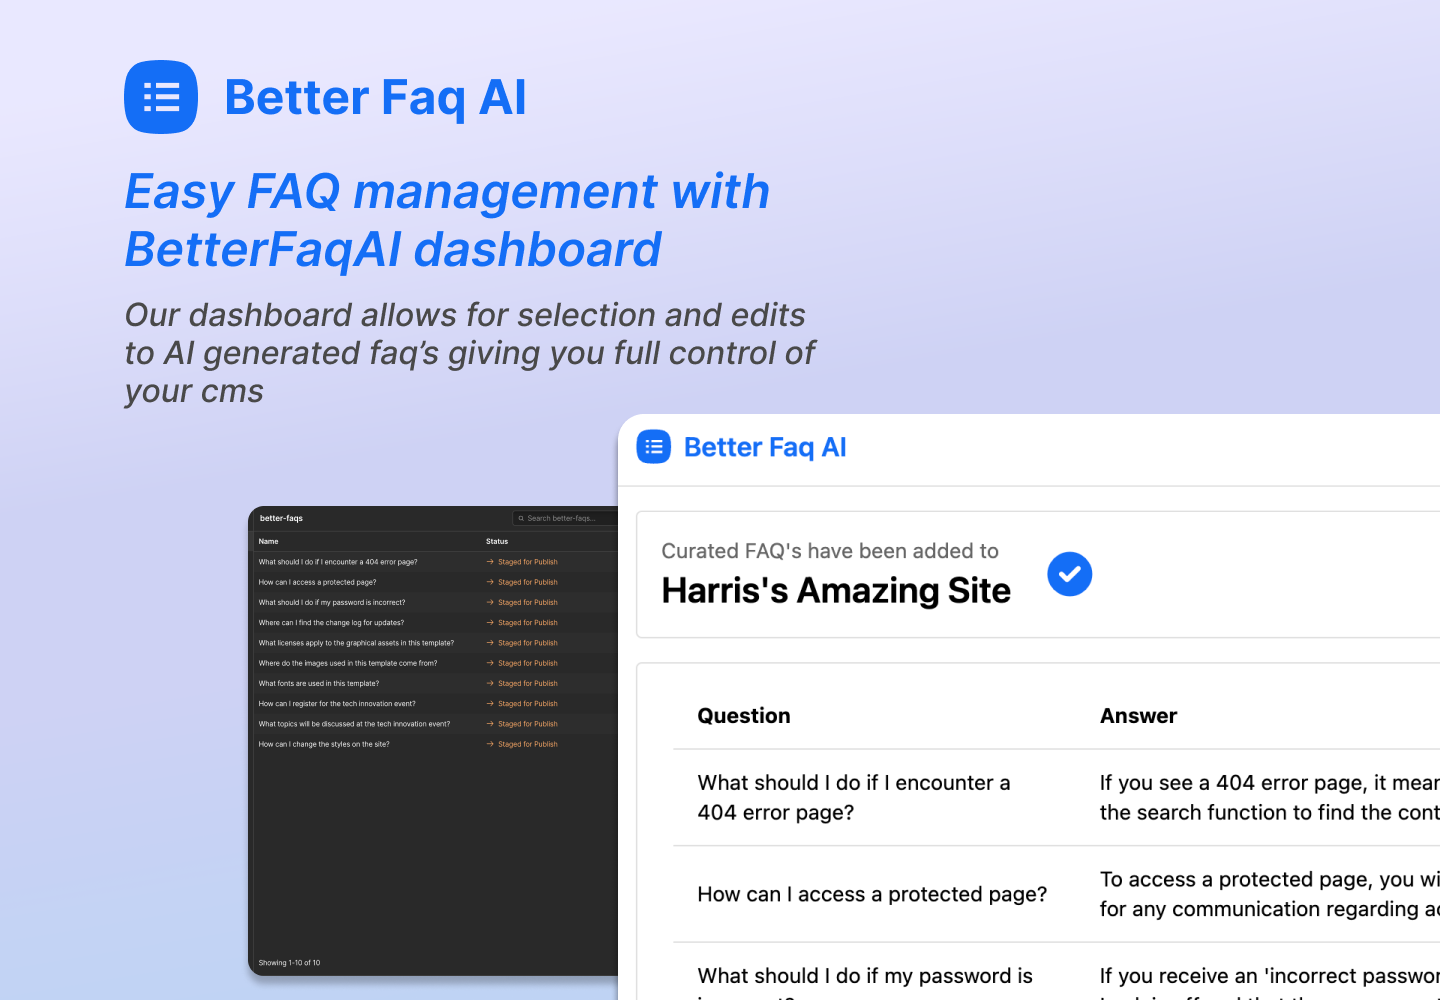 Better Faq AI
Easy FAQ management with
BetterFaqAI dashboard
Our dashboard allows for selection and edits
to AI generated faq’s giving you full control of
your cms
better-faqs
Search better-faqs...
Name Status
What should I do if I encounter a 404 error page? Staged for Publish
How can I access a protected page? Staged for Publish
What should I do if my password is incorrect? Staged for Publish
Where can I find the change log for updates? Staged for Publish
What licenses apply to the graphical assets in this template? Staged for Publish
Where do the images used in this template come from? Staged for Publish
What fonts are used in this template? Staged for Publish
How can I register for the tech innovation event? Staged for Publish
What topics will be discussed at the tech innovation event? Staged for Publish
How can I change the styles on the site? Staged for Publish
Showing 1-10 of 10
Better Faq AI
Curated FAQ's have been added to
Harris's Amazing Site
Question Answer
What should I do if I encounter a
404 error page?
If you see a 404 error page, it mear
the search function to find the cont
How can I access a protected page?
To access a protected page, you wi
for any communication regarding a
What should I do if my password is
If you receive an 'incorrect passwor